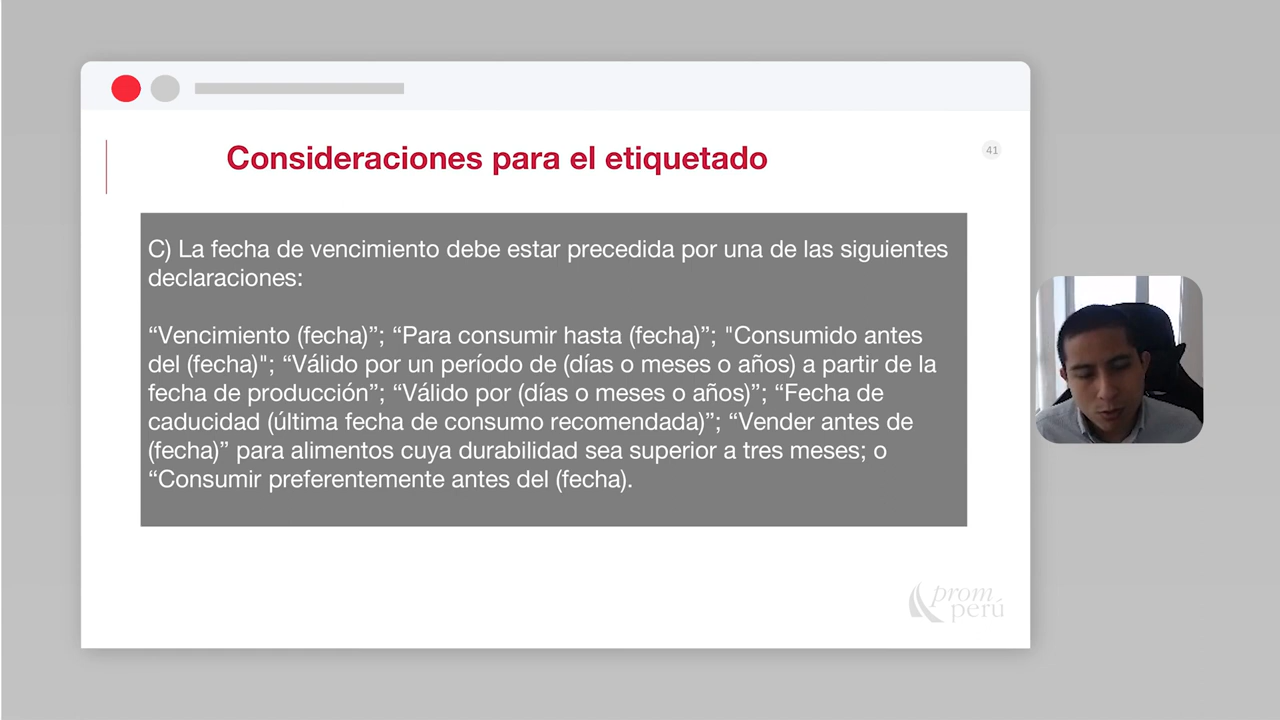 Consideraciones para el etiquetado
41
C) La fecha de vencimiento debe estar precedida por una de las siguientes
declaraciones:
“Vencimiento (fecha)”; “Para consumir hasta (fecha)”; "Consumido antes
del (fecha)"; “Válido por un período de (días o meses o años) a partir de la
fecha de producción”; “Válido por (días o meses o años)”; “Fecha de
caducidad (última fecha de consumo recomendada)”; “Vender antes de
(fecha)” para alimentos cuya durabilidad sea superior a tres meses; o
“Consumir preferentemente antes del (fecha).
prom
perú